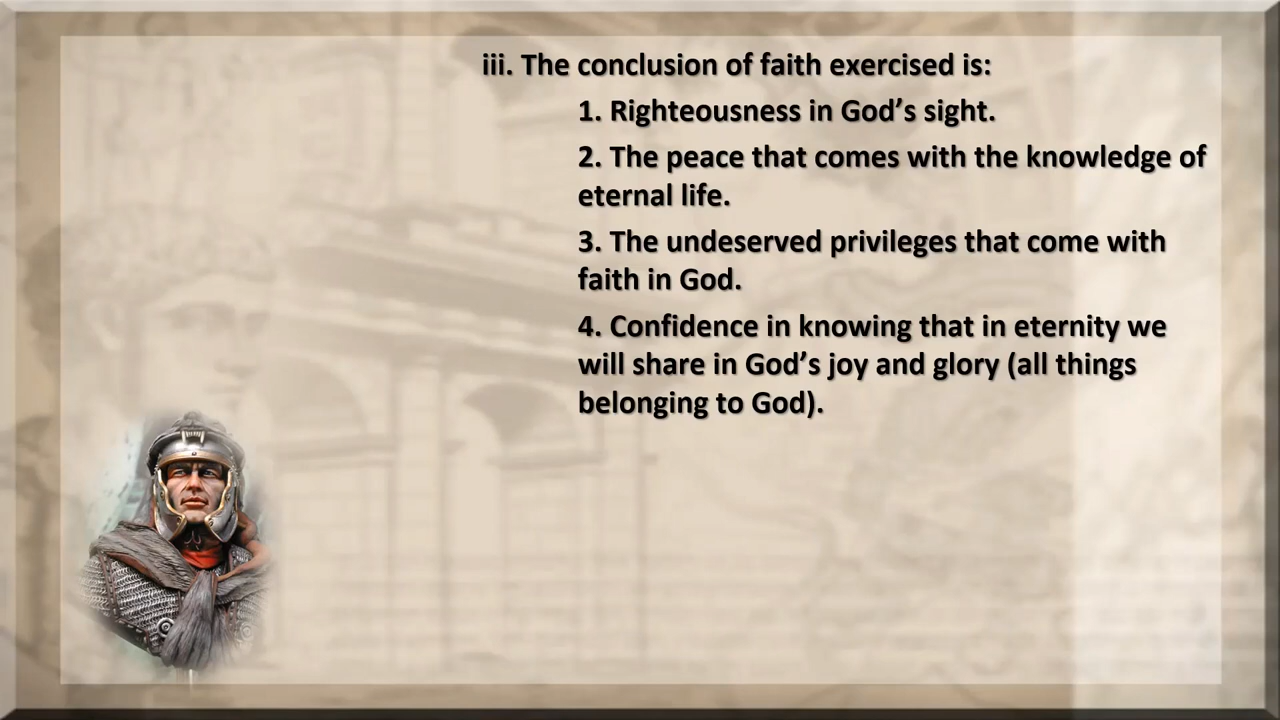 iii. The conclusion of faith exercised is:
1. Righteousness in God’s sight.
2. The peace that comes with the knowledge of
eternal life.
3. The undeserved privileges that come with
faith in God.
4. Confidence in knowing that in eternity we
will share in God’s joy and glory (all things
belonging to God).